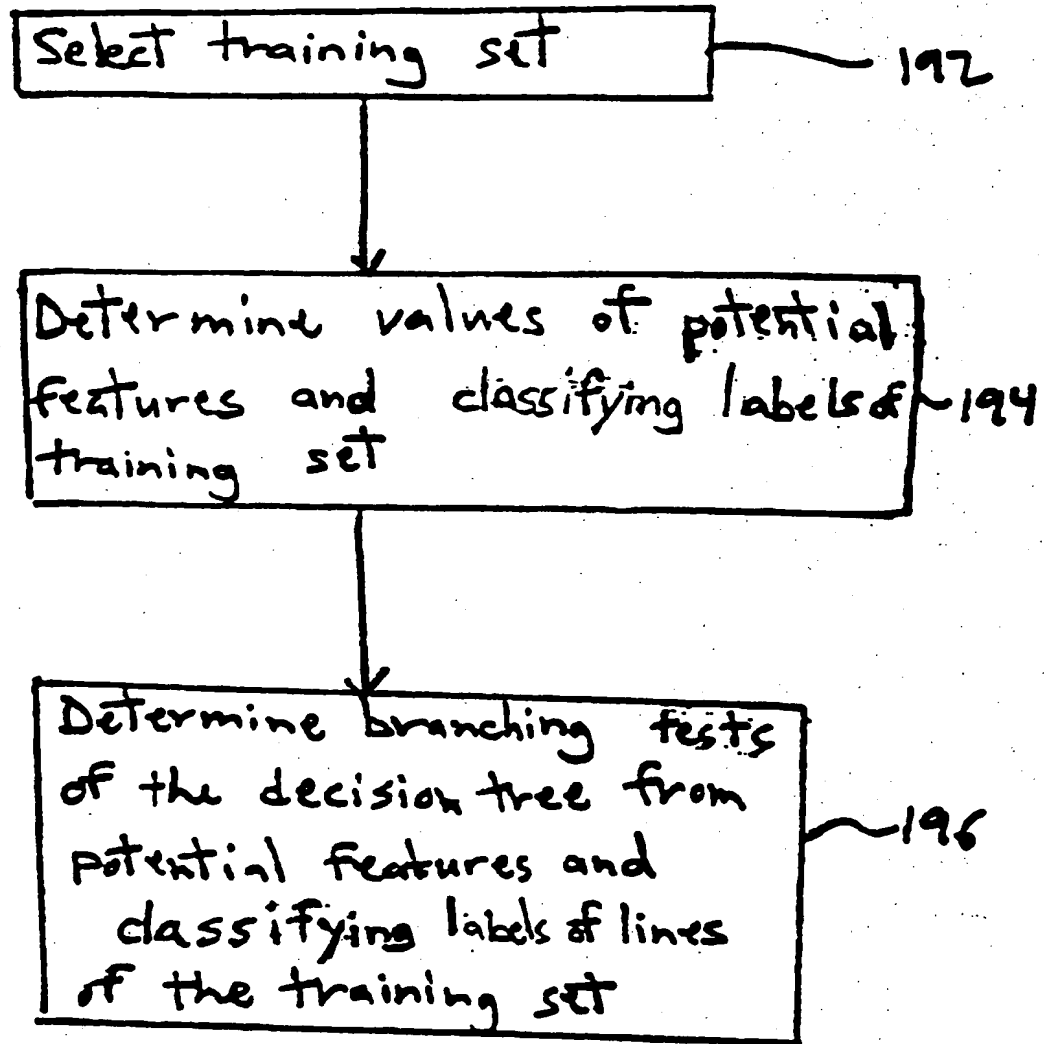 Select training set
192
Determine values of potential
features and classifying labels of
194
training set
Determine branching tests
of the decision tree from
potential features and
196
classifying labels of lines
of the training set